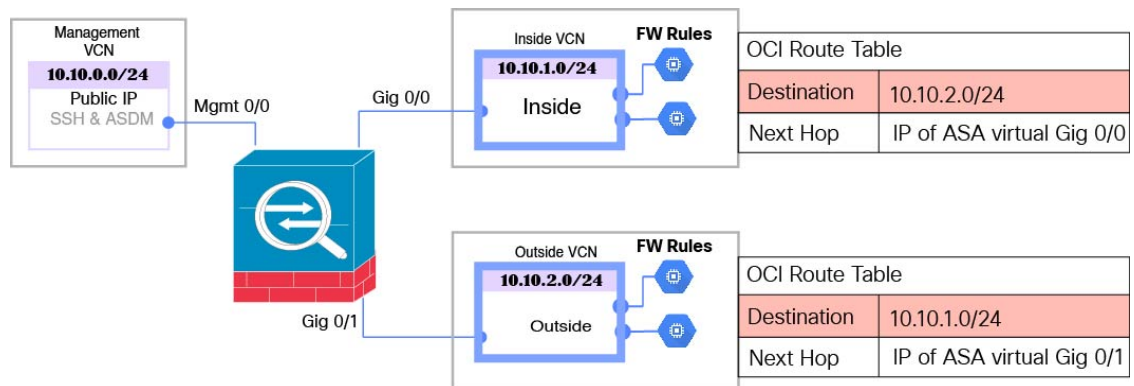 Management
VCN
10.10.0.0/24
Public IP
SSH & ASDM
Mgmt 0/0
Gig 0/0
Inside VCN
10.10.1.0/24
Inside
FW Rules
OCI Route Table
Destination 10.10.2.0/24
Next Hop IP of ASA virtual Gig 0/0
Gig 0/1
Outside VCN
10.10.2.0/24
Outside
FW Rules
OCI Route Table
Destination 10.10.1.0/24
Next Hop IP of ASA virtual Gig 0/1